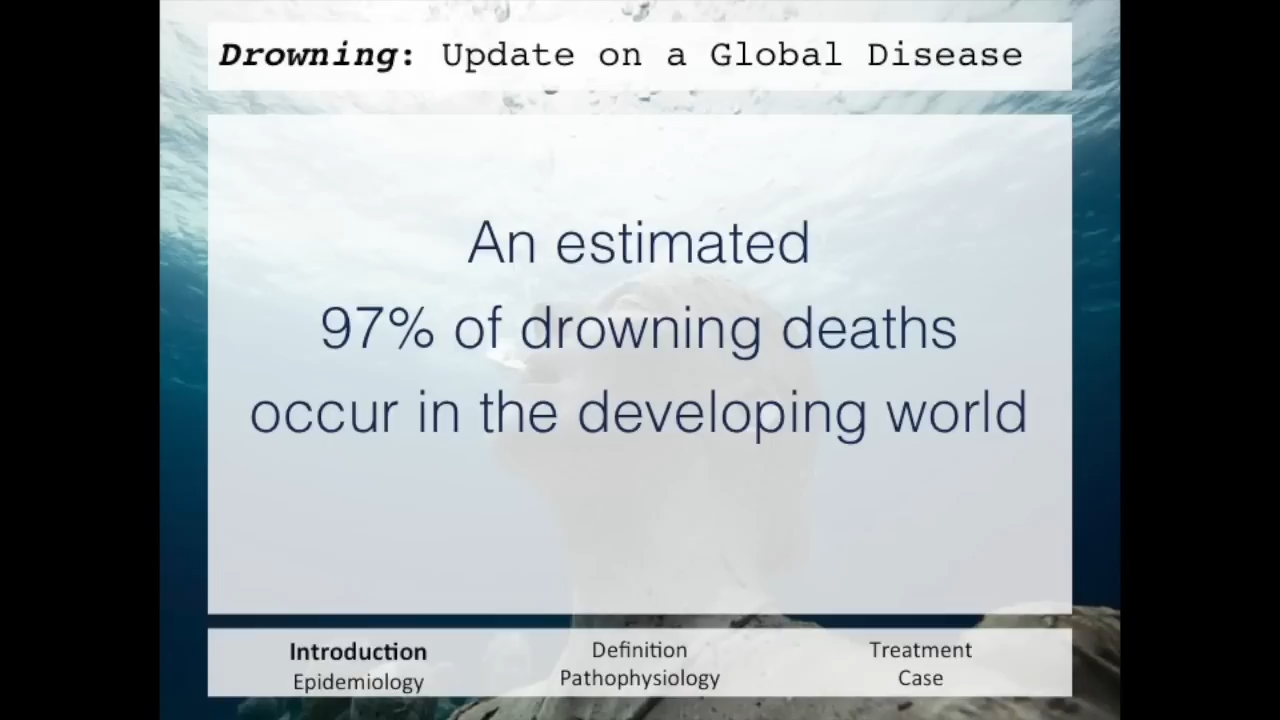 Drowning: Update on a Global Disease
An estimated
97% of drowning deaths
occur in the developing world
Introduction
Epidemiology
Definition
Pathophysiology
Treatment
Case